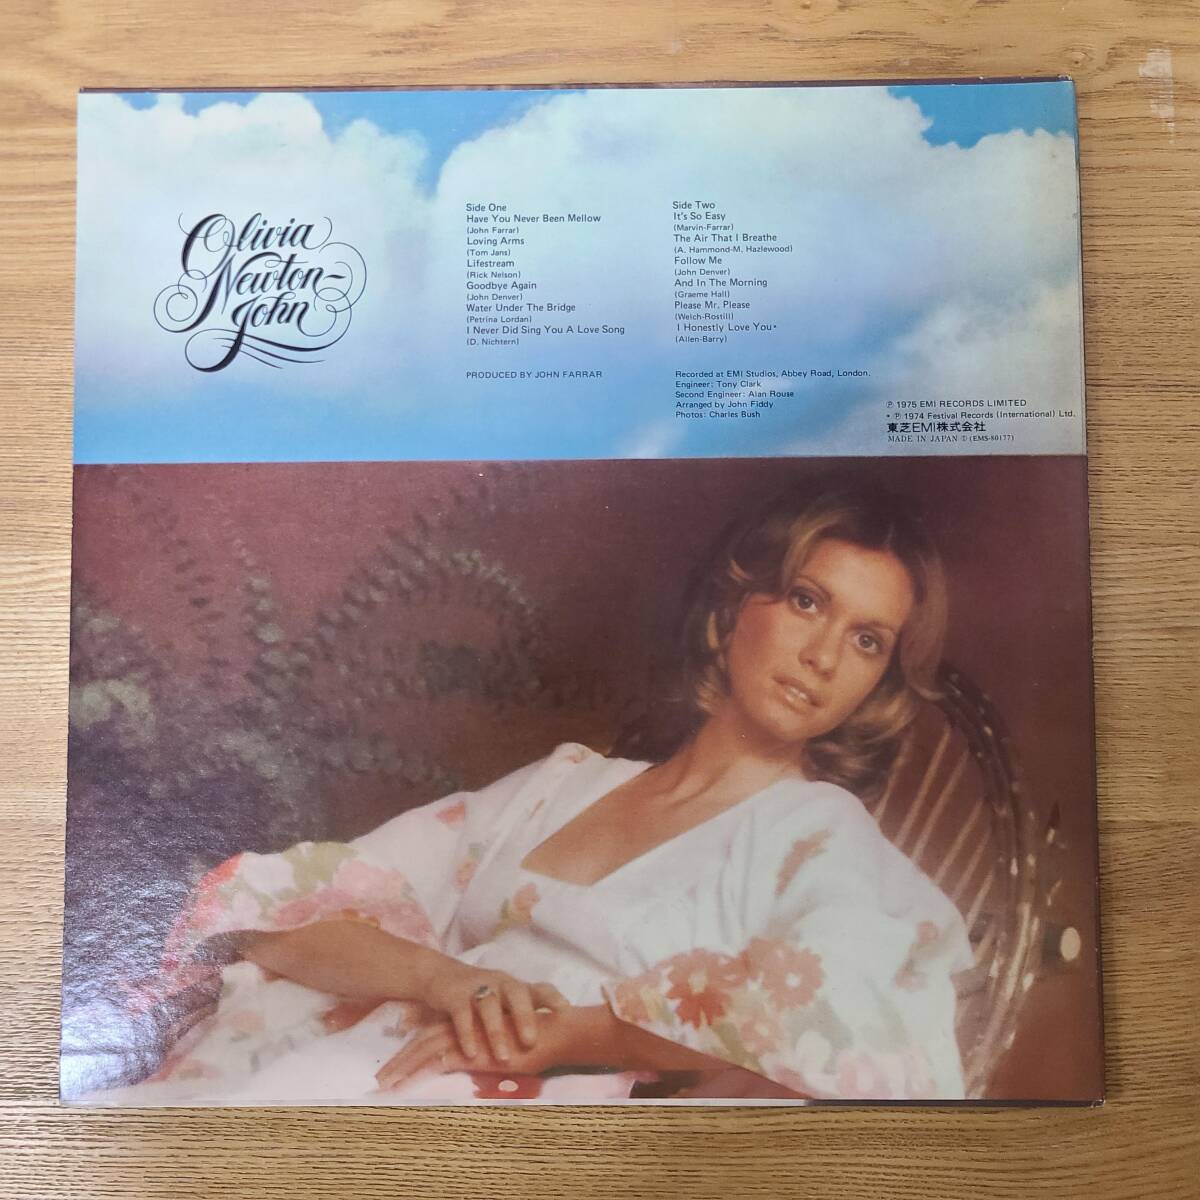 Olivia
Newton-
John
Side One
Have You Never Been Mellow
(John Farrar)
Loving Arms
(Tom Jans)
Lifestream
(Rick Nelson)
Goodbye Again
(John Denver)
Water Under The Bridge
(Petrina Lordan)
I Never Did Sing You A Love Song
(D. Nichtern)
PRODUCED BY JOHN FARRAR
Side Two
It's So Easy
(Marvin-Farrar)
The Air That I Breathe
(A. Hammond-M. Hazlewood)
Follow Me
(John Denver)
And In The Morning
(Graeme Hall)
Please Mr. Please
(Welch-Rostill)
I Honestly Love You•
(Allen-Barry)
Recorded at EMI Studios, Abbey Road, London.
Engineer: Tony Clark
Second Engineer: Alan Rouse
Arranged by John Fiddy
Photos: Charles Bush
℗ 1975 EMI RECORDS LIMITED
• ℗ 1974 Festival Records (International) Ltd.
東芝EMI株式会社
MADE IN JAPAN ① (EMS-80177)